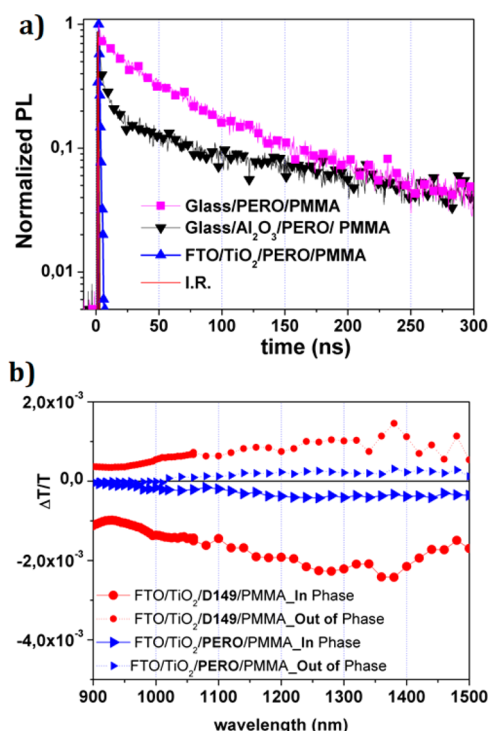 a)
Normalized PL
1
0,1
0,01
Glass/PERO/PMMA
Glass/Al₂O₃/PERO/ PMMA
FTO/TiO₂/PERO/PMMA
I.R.
0 50 100 150 200 250 300
time (ns)
b)
ΔT/T
2,0x10⁻³
0,0
-2,0x10⁻³
-4,0x10⁻³
FTO/TiO₂/D149/PMMA_In Phase
FTO/TiO₂/D149/PMMA_Out of Phase
FTO/TiO₂/PERO/PMMA_In Phase
FTO/TiO₂/PERO/PMMA_Out of Phase
900 1000 1100 1200 1300 1400 1500
wavelength (nm)